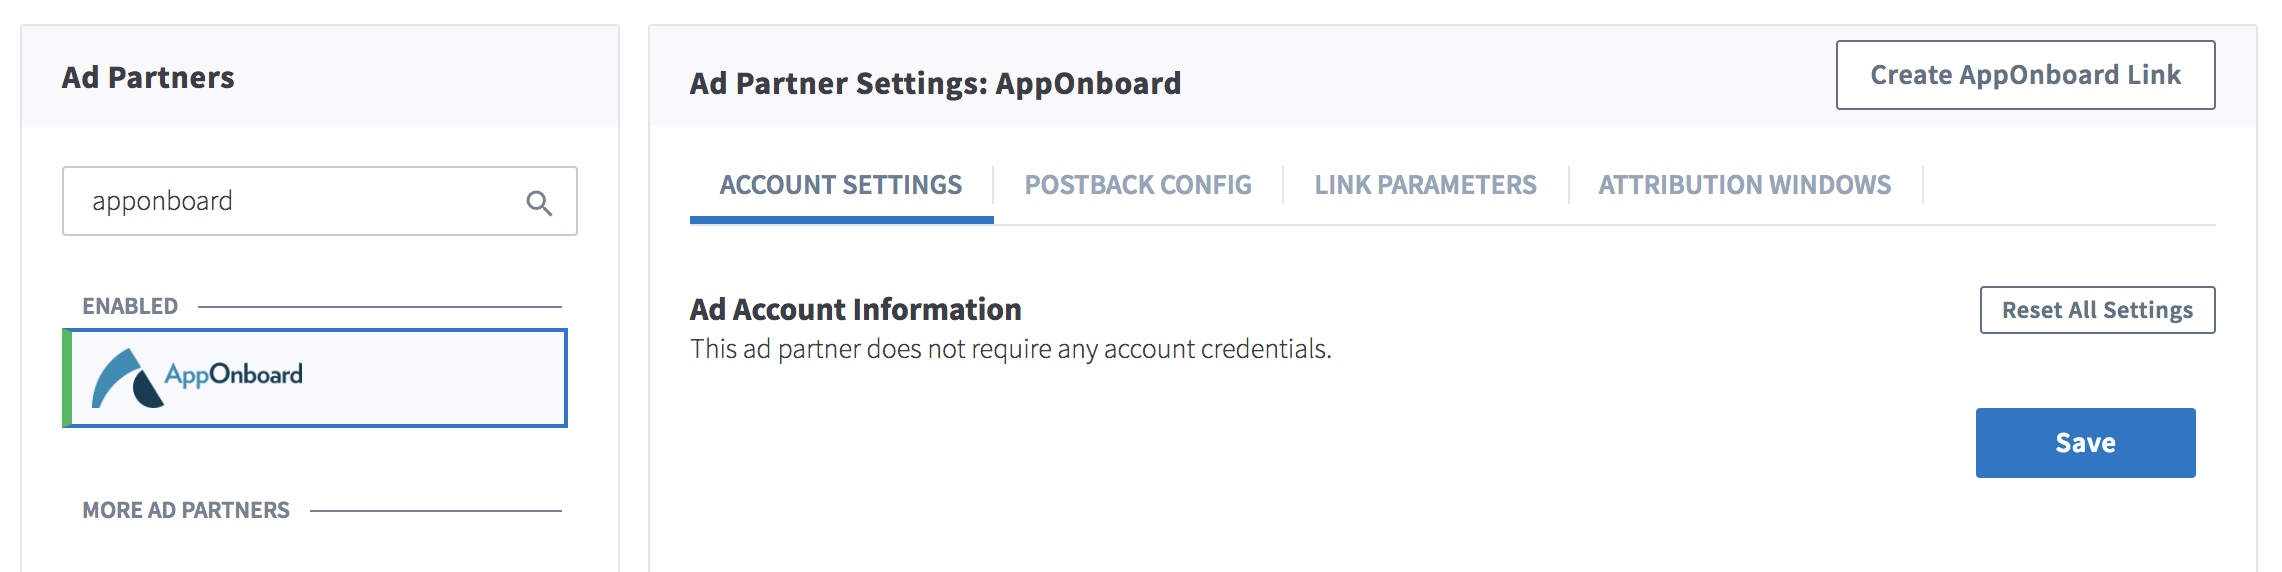 Ad Partners
apponboard
ENABLED
AppOnboard
MORE AD PARTNERS
Ad Partner Settings: AppOnboard
Create AppOnboard Link
ACCOUNT SETTINGS
POSTBACK CONFIG
LINK PARAMETERS
ATTRIBUTION WINDOWS
Ad Account Information
Reset All Settings
This ad partner does not require any account credentials.
Save